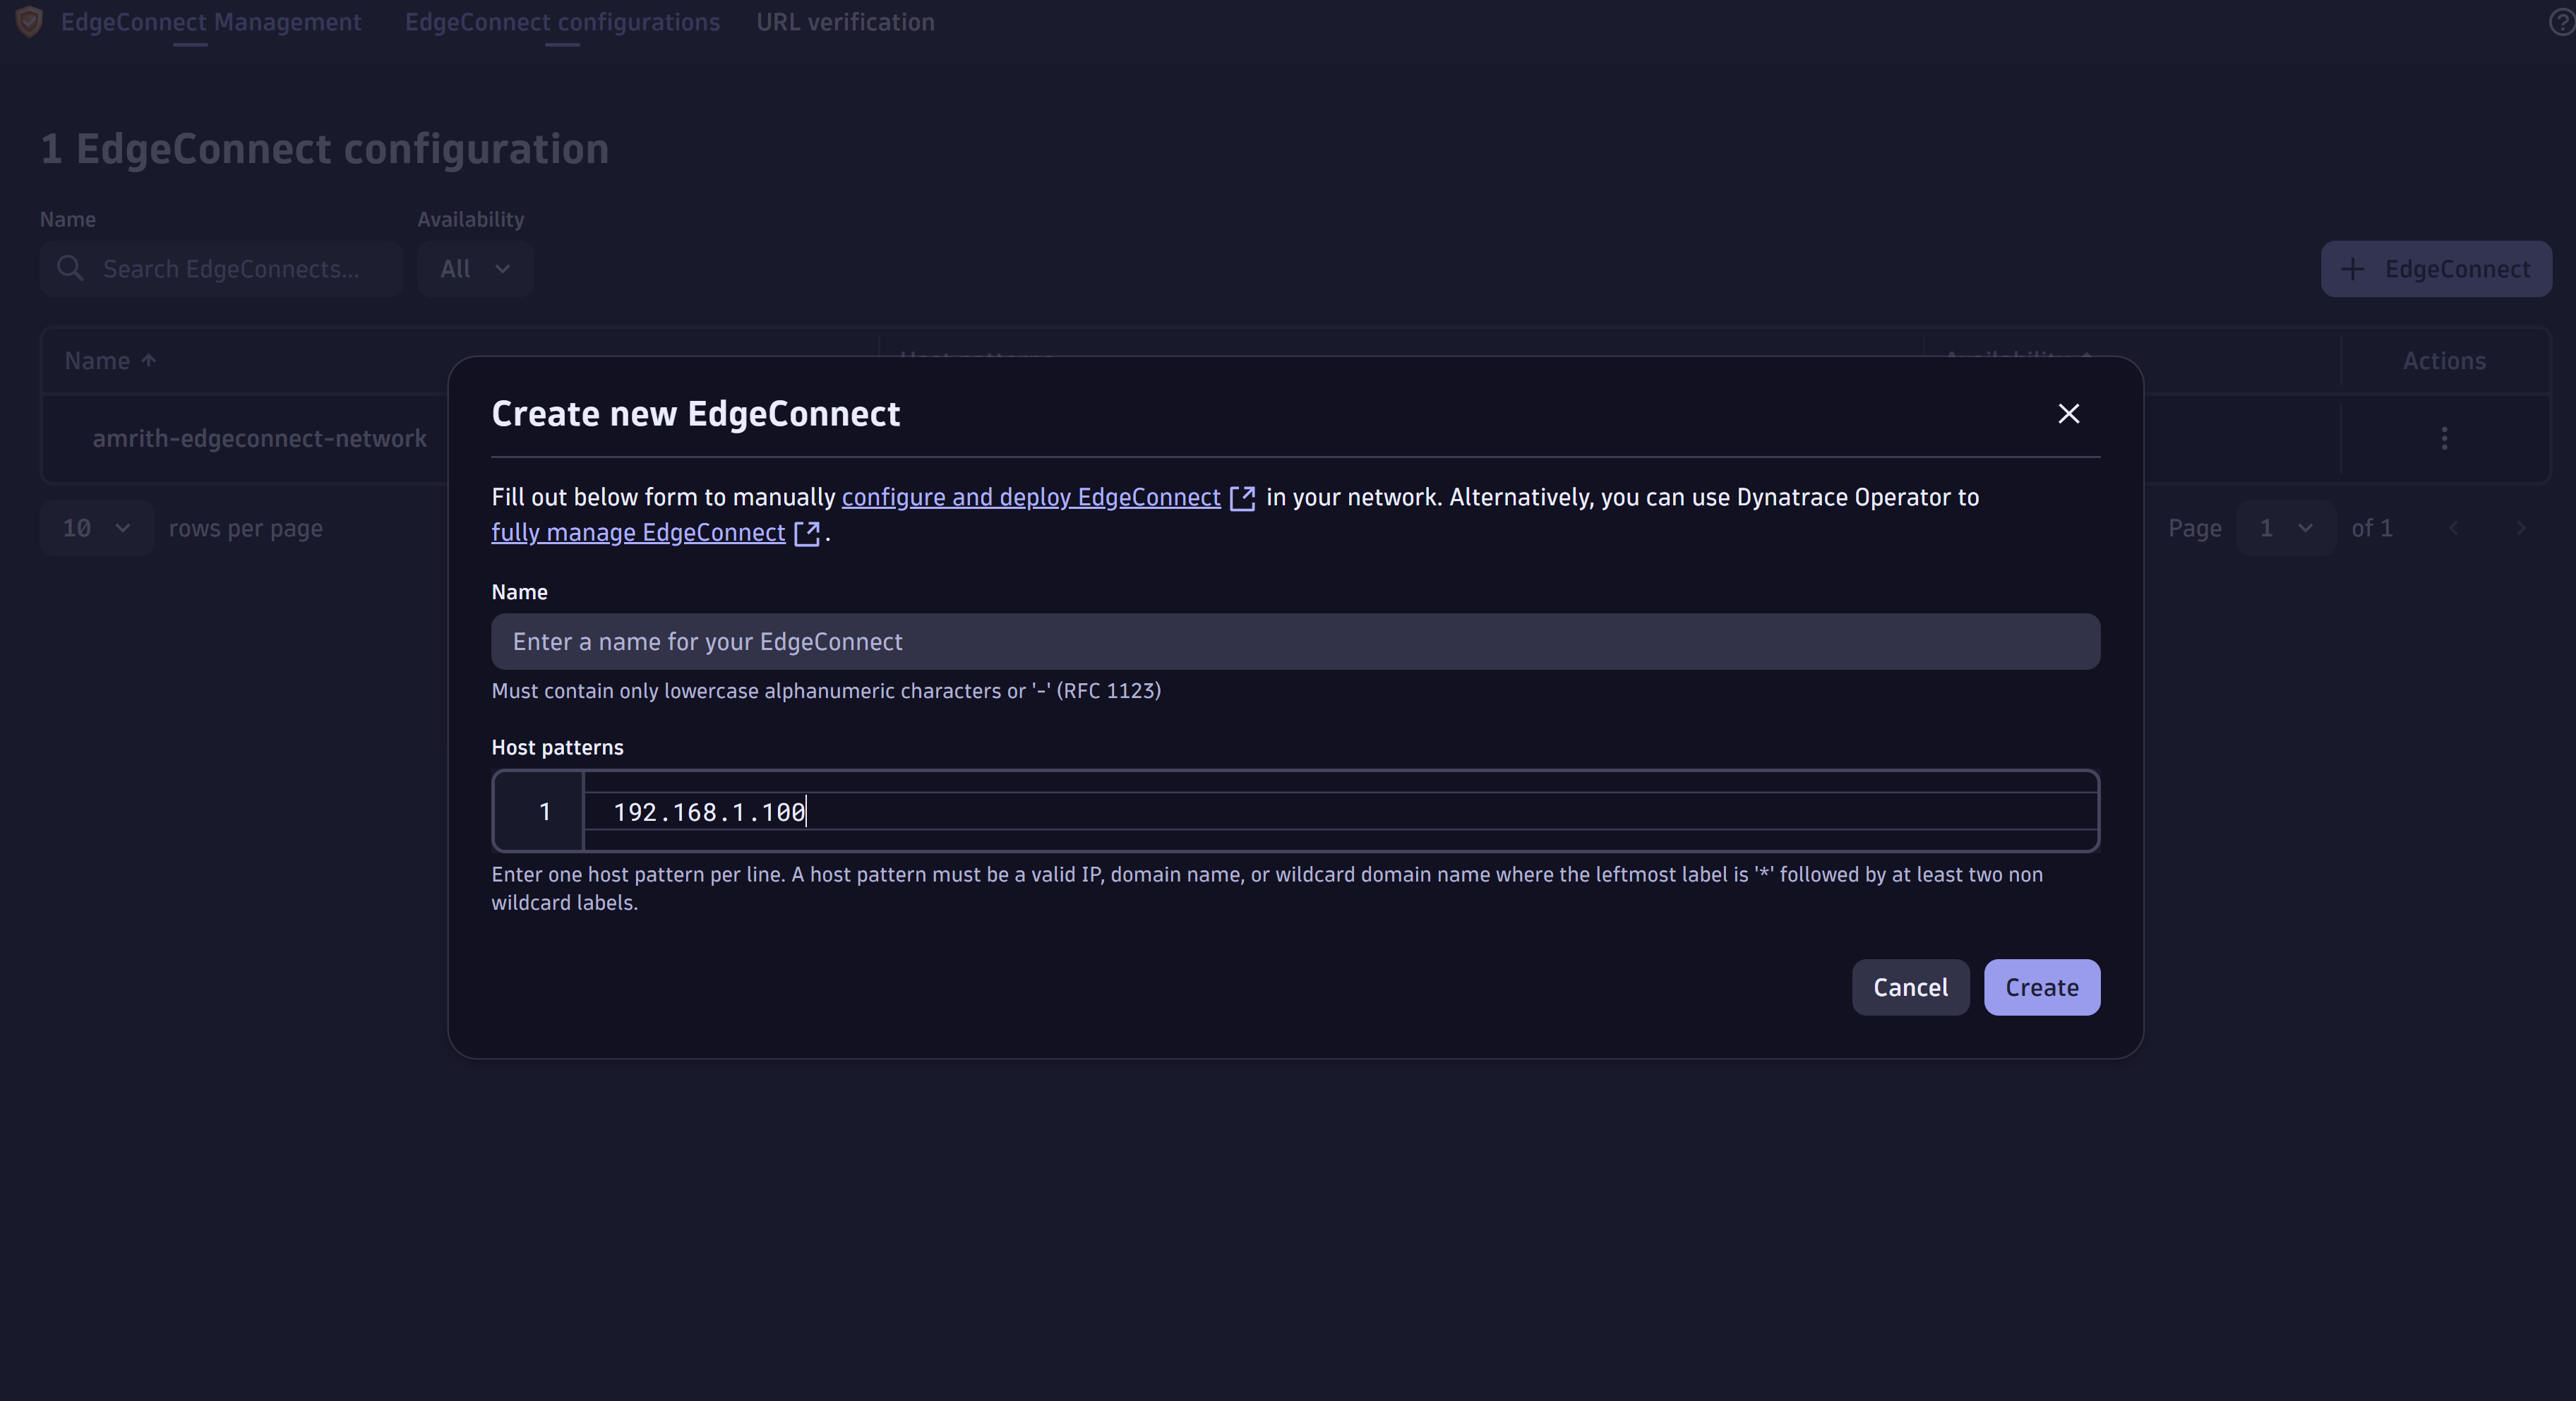 EdgeConnect Management
EdgeConnect configurations
URL verification
1 EdgeConnect configuration
Name
Availability
Search EdgeConnects...
All
EdgeConnect
Name
Host patterns
Availability
Actions
amrith-edgeconnect-network
10
rows per page
Page
1
of 1
Create new EdgeConnect
Fill out below form to manually configure and deploy EdgeConnect in your network. Alternatively, you can use Dynatrace Operator to
fully manage EdgeConnect .
Name
Enter a name for your EdgeConnect
Must contain only lowercase alphanumeric characters or '-' (RFC 1123)
Host patterns
1
192.168.1.100
Enter one host pattern per line. A host pattern must be a valid IP, domain name, or wildcard domain name where the leftmost label is '*' followed by at least two non
wildcard labels.
Cancel
Create